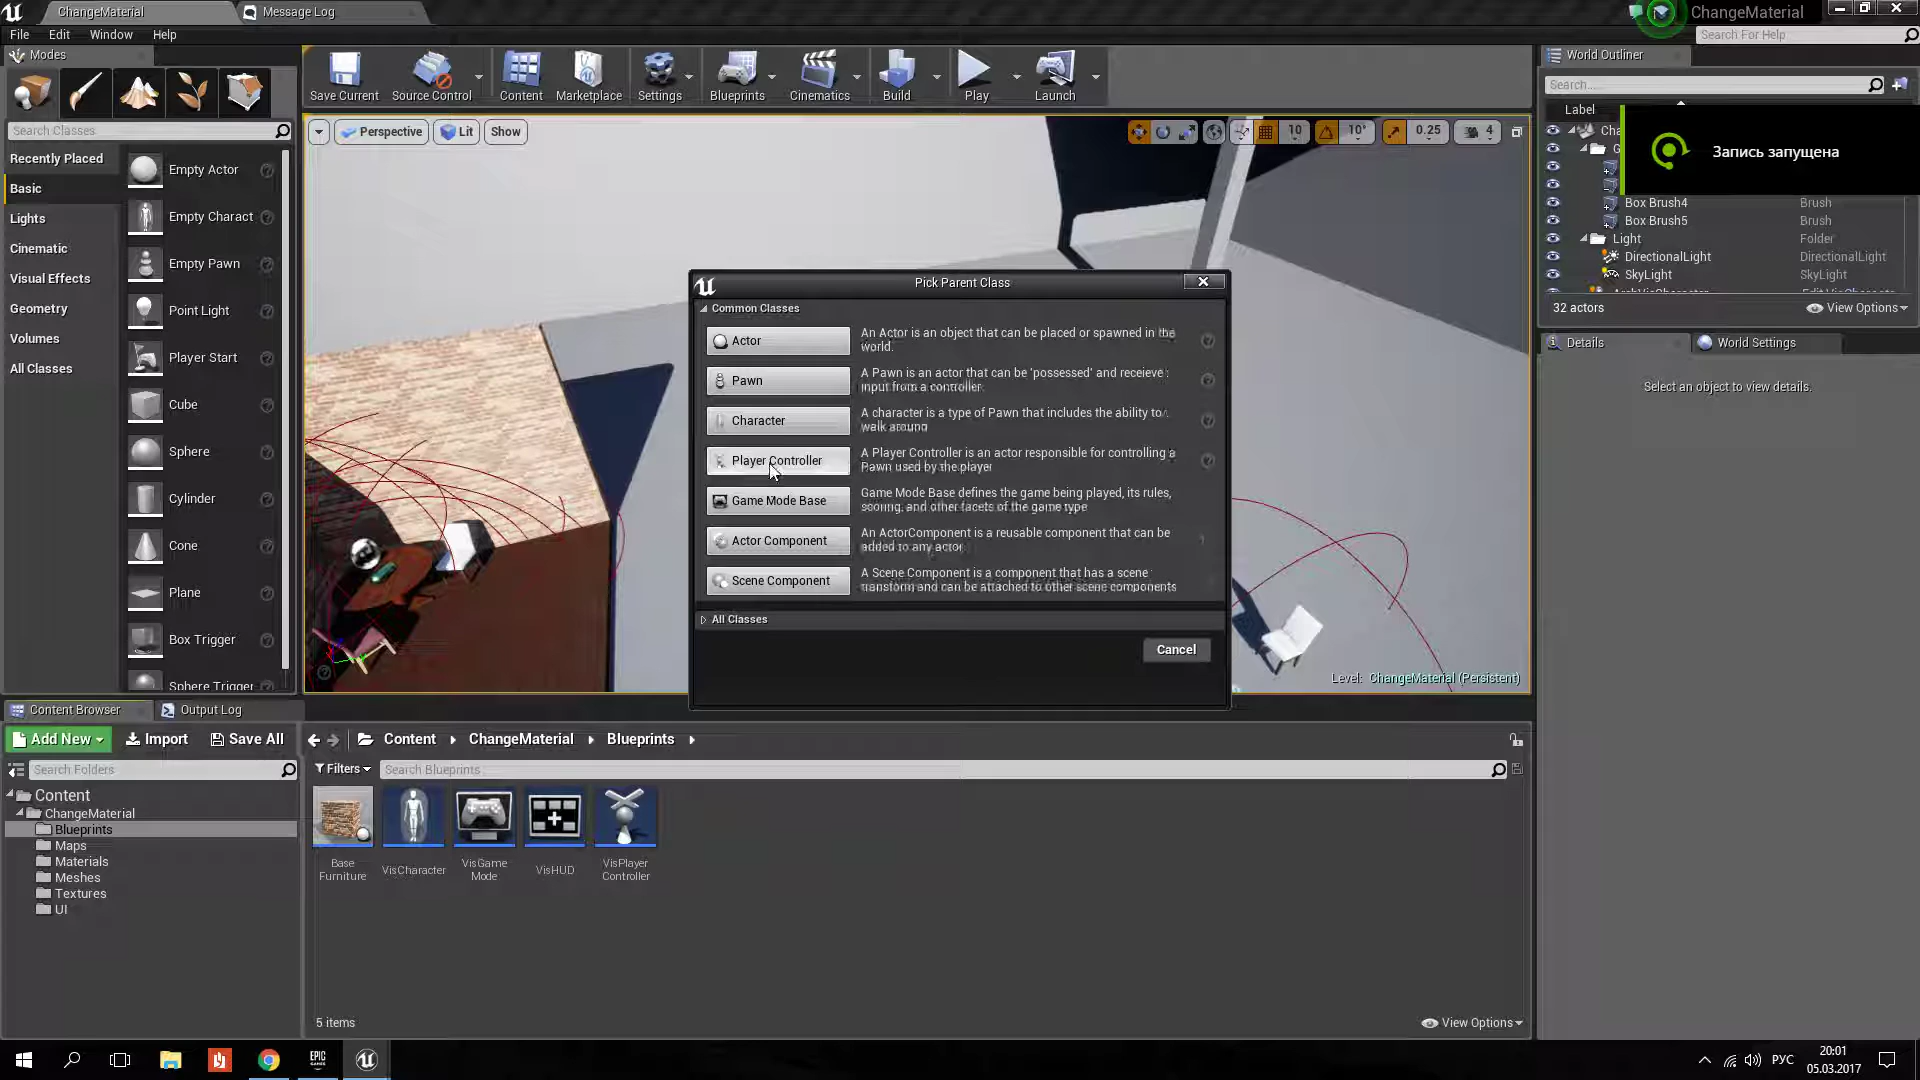 ChangeMaterial
Message Log
ChangeMaterial
File Edit Window Help
Search For Help
Modes
Save Current
Source Control
Content
Marketplace
Settings
Blueprints
Cinematics
Build
Play
Launch
World Outliner
Search...
Label
Запись запущена
Search Classes
Perspective
Lit
Show
10
10°
0.25
4
Recently Placed
Basic
Lights
Cinematic
Visual Effects
Geometry
Volumes
All Classes
Empty Actor
Empty Charact
Empty Pawn
Point Light
Player Start
Cube
Sphere
Cylinder
Cone
Plane
Box Trigger
Sphere Trigger
Box Brush4 Brush
Box Brush5 Brush
Light Folder
DirectionalLight DirectionalLight
SkyLight SkyLight
32 actors
View Options
Details
World Settings
Select an object to view details.
Pick Parent Class
Common Classes
Actor
An Actor is an object that can be placed or spawned in the
world.
Pawn
A Pawn is an actor that can be 'possessed' and receieve
input from a controller.
Character
A character is a type of Pawn that includes the ability to
walk around
Player Controller
A Player Controller is an actor responsible for controlling a
Pawn used by the player
Game Mode Base
Game Mode Base defines the game being played, its rules,
scoring, and other facets of the game type
Actor Component
An ActorComponent is a reusable component that can be
added to any actor.
Scene Component
A Scene Component is a component that has a scene
transform and can be attached to other scene components
All Classes
Cancel
Level: ChangeMaterial (Persistent)
Content Browser
Output Log
Add New
Import
Save All
Content
ChangeMaterial
Blueprints
Search Folders
Filters
Search Blueprints
Content
ChangeMaterial
Blueprints
Maps
Materials
Meshes
Textures
UI
Base
Furniture
VisCharacter
VisGame
Mode
VisHUD
VisPlayer
Controller
5 items
View Options
EPIC
GAMES
РУС
20:01
05.03.2017